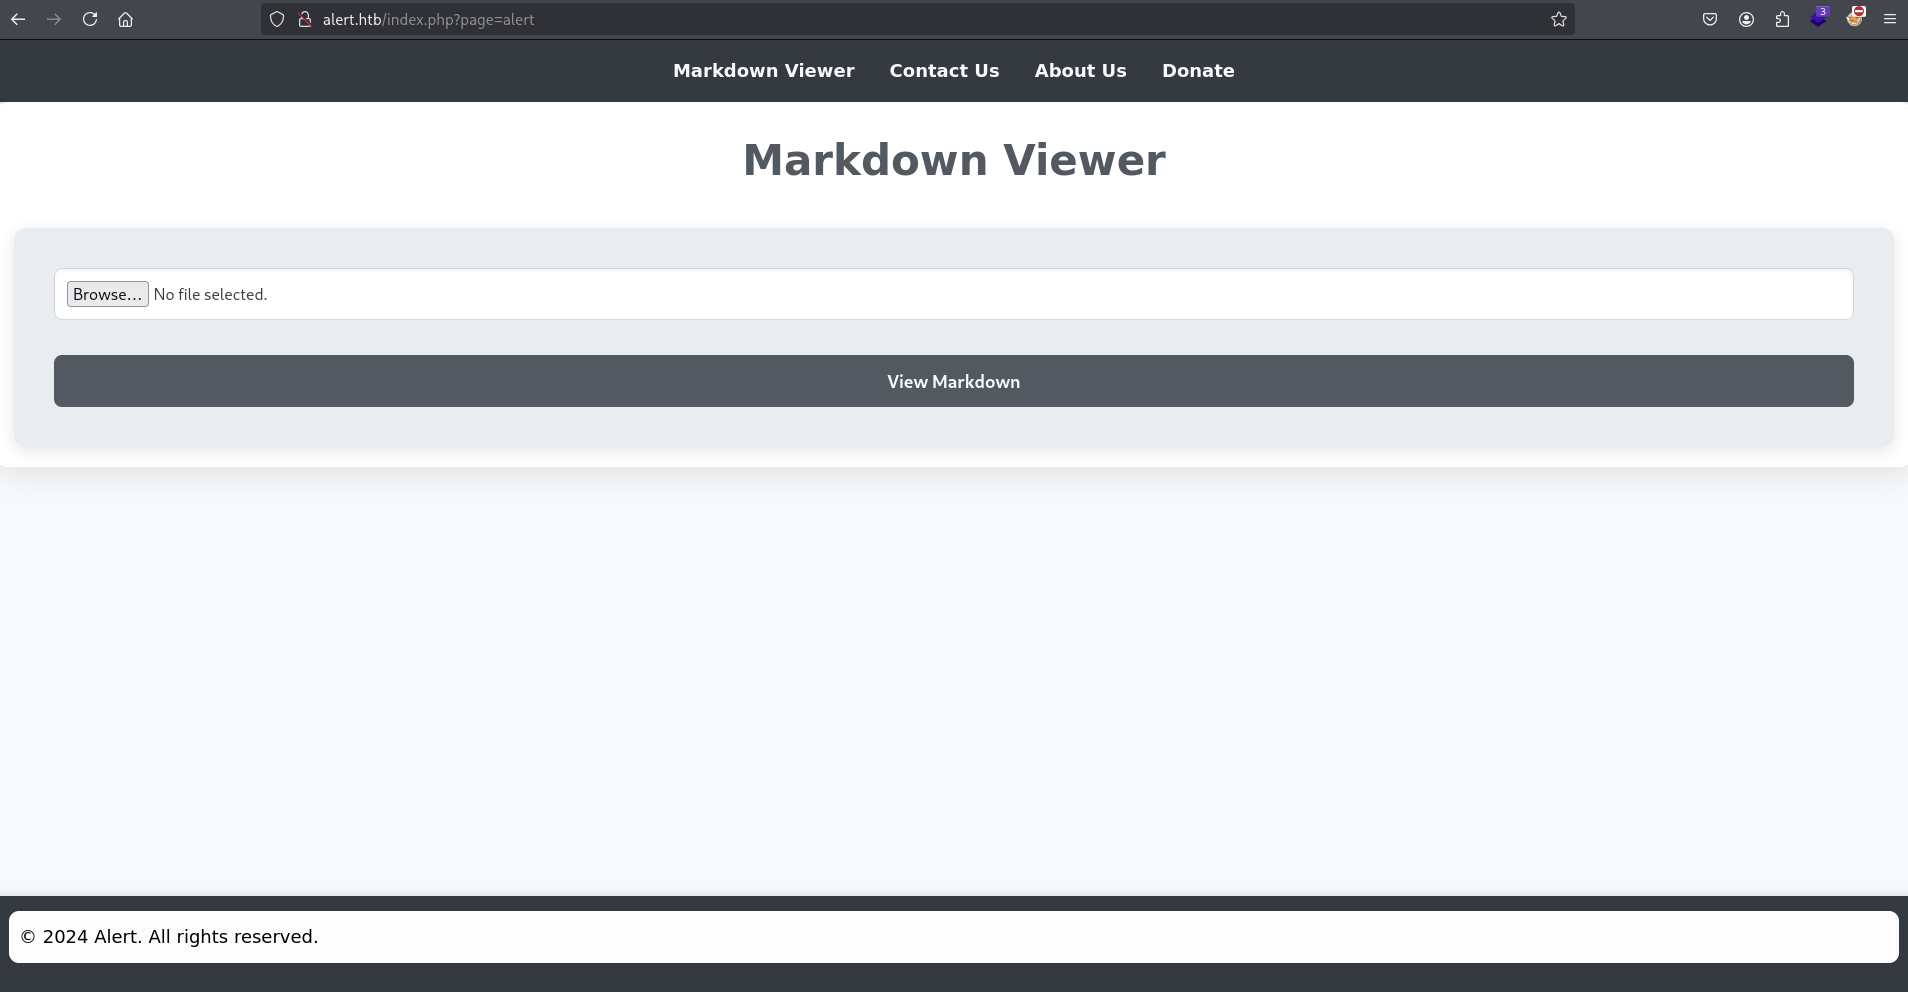 alert.htb/index.php?page=alert
3
Markdown Viewer Contact Us About Us Donate
Markdown Viewer
Browse... No file selected.
View Markdown
© 2024 Alert. All rights reserved.